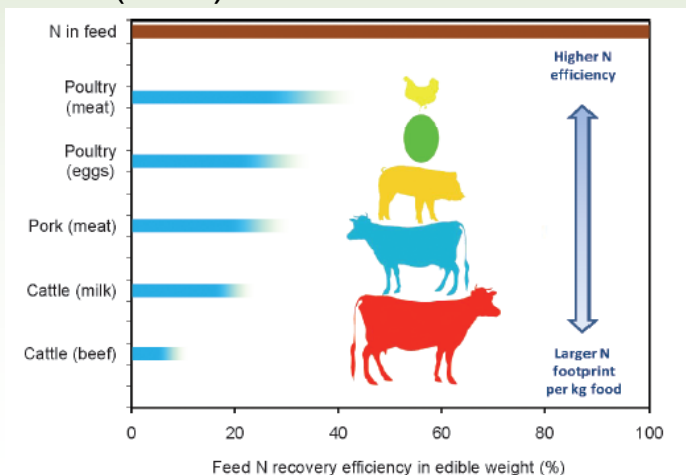 N in feed
Poultry
(meat)
Poultry
(eggs)
Pork (meat)
Cattle (milk)
Cattle (beef)
Higher N
efficiency
Larger N
footprint
per kg food
0 20 40 60 80 100
Feed N recovery efficiency in edible weight (%)